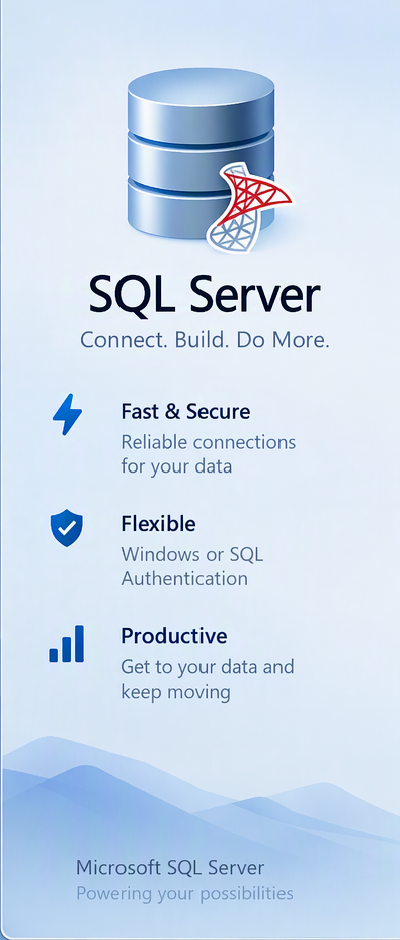 SQL Server
Connect. Build. Do More.
Fast & Secure
Reliable connections
for your data
Flexible
Windows or SQL
Authentication
Productive
Get to your data and
keep moving
Microsoft SQL Server
Powering your possibilities